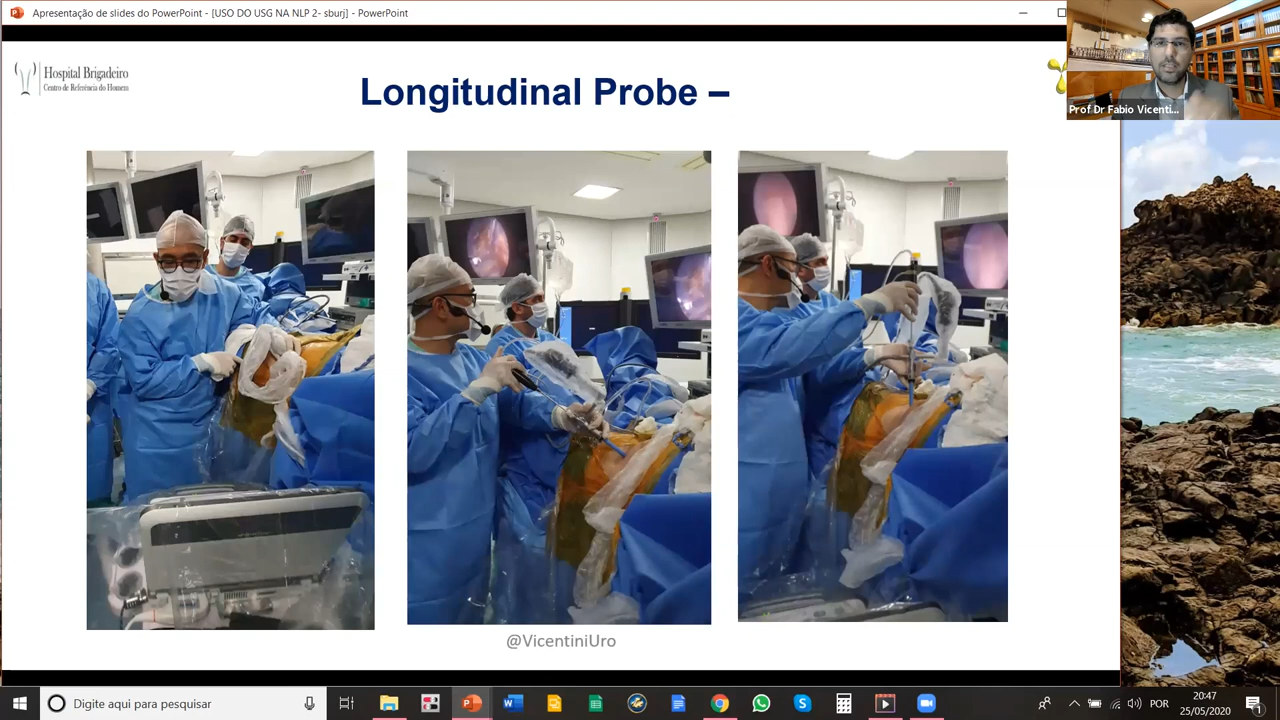 Apresentação de slides do PowerPoint - [USO DO USG NA NLP 2- sburj] - PowerPoint
Hospital Brigadeiro
Centro de Referência do Homem
Longitudinal Probe –
Prof Dr Fabio Vicenti...
@VicentiniUro
Digite aqui para pesquisar
POR
20:47
25/05/2020
1